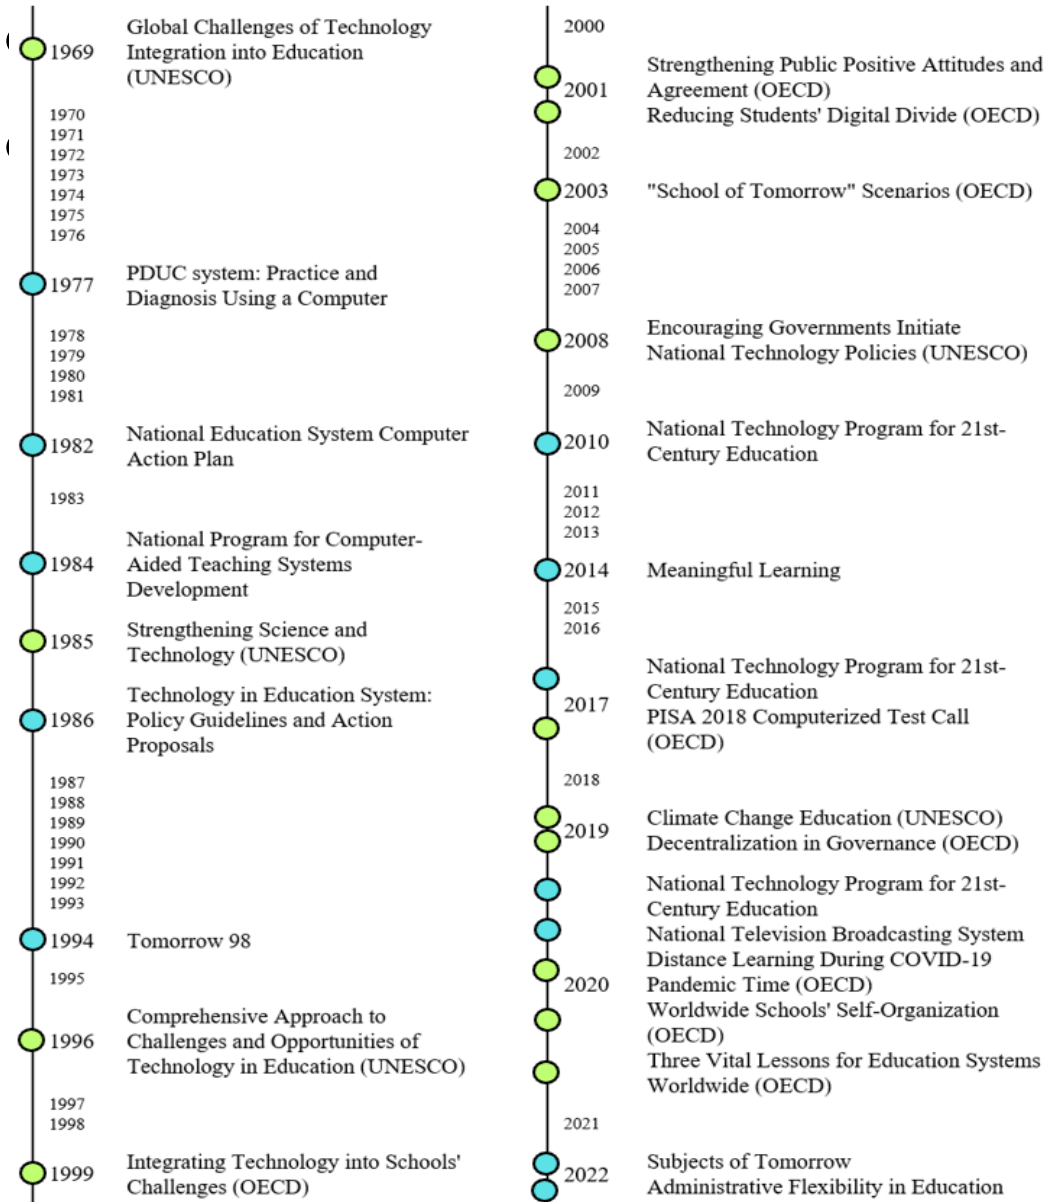 Global Challenges of Technology
1969 Integration into Education
(UNESCO)
1970
1971
1972
1973
1974
1975
1976
1977
PDUC system: Practice and
Diagnosis Using a Computer
1978
1979
1980
1981
1982
National Education System Computer
Action Plan
1983
National Program for Computer-
1984 Aided Teaching Systems
Development
1985
Strengthening Science and
Technology (UNESCO)
Technology in Education System:
1986 Policy Guidelines and Action
Proposals
1987
1988
1989
1990
1991
1992
1993
1994 Tomorrow 98
1995
Comprehensive Approach to
1996 Challenges and Opportunities of
Technology in Education (UNESCO)
1997
1998
1999
Integrating Technology into Schools'
Challenges (OECD)
2000
2001
Strengthening Public Positive Attitudes and
Agreement (OECD)
Reducing Students' Digital Divide (OECD)
2002
2003 "School of Tomorrow" Scenarios (OECD)
2004
2005
2006
2007
2008
Encouraging Governments Initiate
National Technology Policies (UNESCO)
2009
2010
National Technology Program for 21st-
Century Education
2011
2012
2013
2014 Meaningful Learning
2015
2016
2017
National Technology Program for 21st-
Century Education
PISA 2018 Computerized Test Call
(OECD)
2018
2019
Climate Change Education (UNESCO)
Decentralization in Governance (OECD)
2020
National Technology Program for 21st-
Century Education
National Television Broadcasting System
Distance Learning During COVID-19
Pandemic Time (OECD)
Worldwide Schools' Self-Organization
(OECD)
Three Vital Lessons for Education Systems
Worldwide (OECD)
2021
2022
Subjects of Tomorrow
Administrative Flexibility in Education